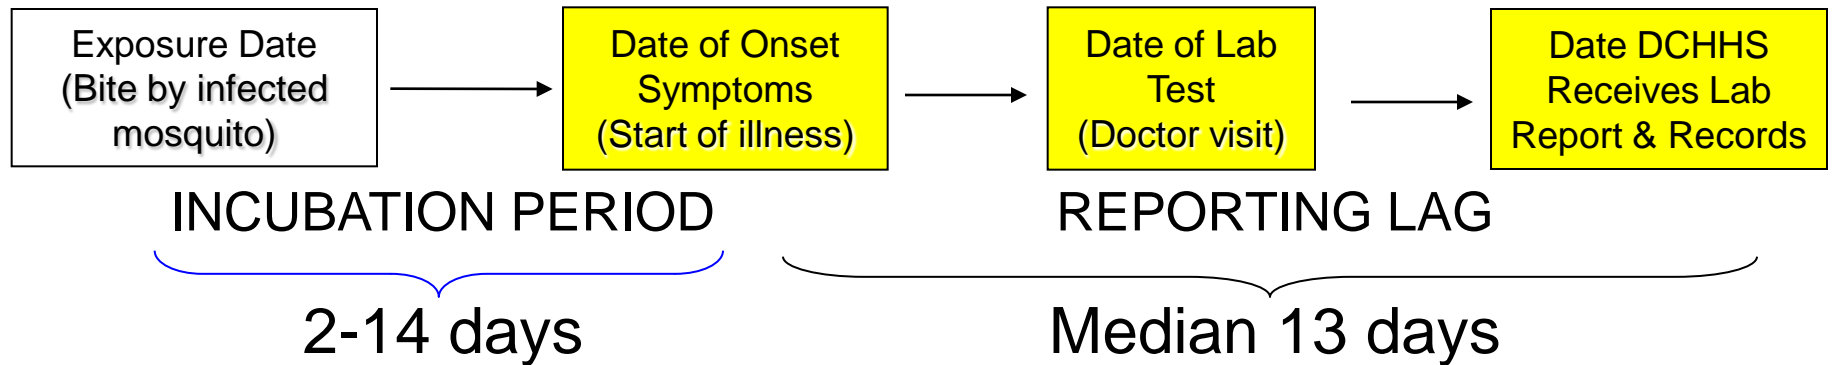 Exposure Date
(Bite by infected
mosquito)
Date of Onset
Symptoms
(Start of illness)
Date of Lab
Test
(Doctor visit)
Date DCHHS
Receives Lab
Report & Records
INCUBATION PERIOD
REPORTING LAG
2-14 days
Median 13 days